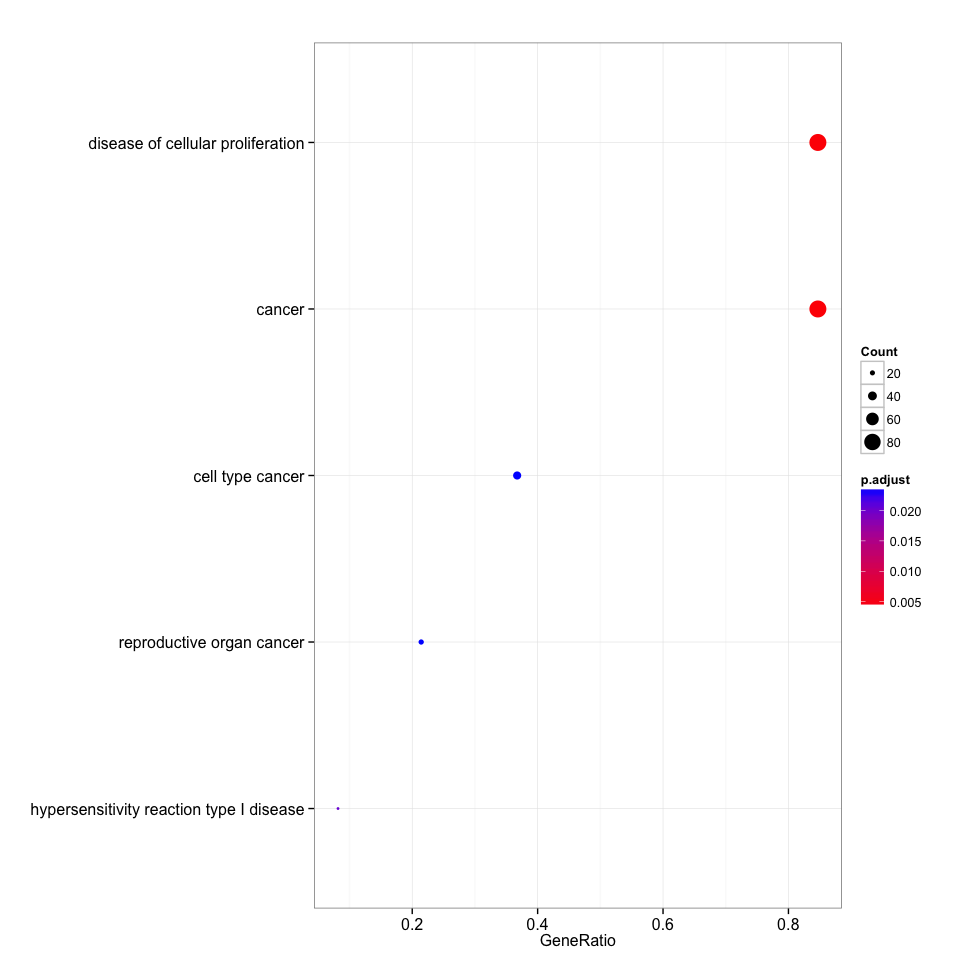 disease of cellular proliferation
cancer
cell type cancer
reproductive organ cancer
hypersensitivity reaction type I disease
0.2 0.4 0.6 0.8
GeneRatio
Count
20
40
60
80
p.adjust
0.020
0.015
0.010
0.005